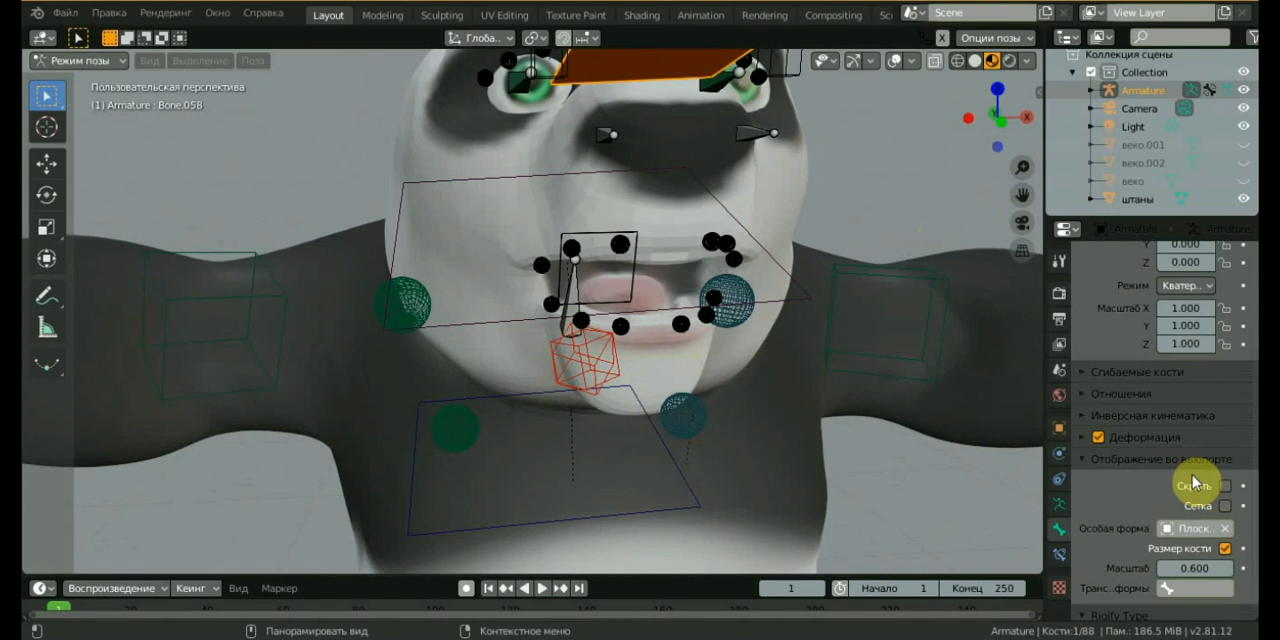 Файл Правка Рендеринг Окно Справка Layout Modeling Sculpting UV Editing Texture Paint Shading Animation Rendering Compositing Sc Scene View Layer
Глоба.. X Опции позы
Режим позы Вид Выделение Поза
Пользовательская перспектива
(1) Armature : Bone.058
Коллекция сцены
Collection
Armature
Camera
Light
веко.001
веко.002
веко
штаны
Armature Armature
Y 0.000
Z 0.000
Режим Кватер..
Масштаб X 1.000
Y 1.000
Z 1.000
Сгибаемые кости
Отношения
Инверсная кинематика
Деформация
Отображение во вьюпорте
Сетка
Особая форма Плоск..
Размер кости
Масштаб 0.600
Транс..формы
Rigify Type
Воспроизведение Кеинг Вид Маркер 1 Начало 1 Конец 250
Панорамировать вид Контекстное меню Armature | Кости:1/88 | Пам.: 186.5 MiB | v2.81.12